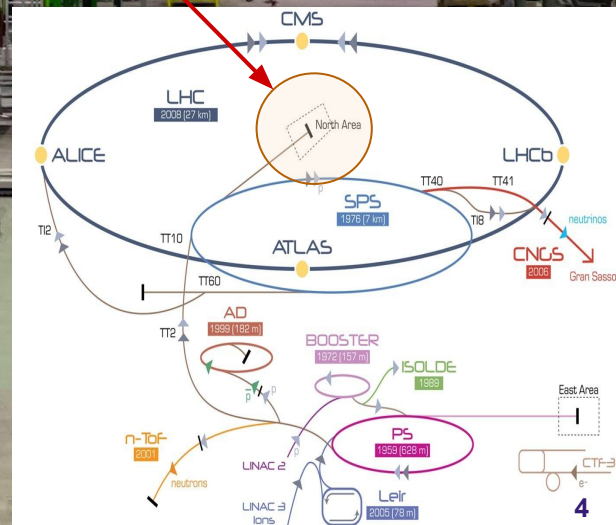 CMS
LHC
2008 (27 km)
North Area
ALICE
LHCb
p
TT40
TT41
SPS
1976 (7 km)
TI8
neutrinos
TI2
TT10
ATLAS
CNGS
2006
Gran Sasso
TT60
AD
1999 (182 m)
TT2
BOOSTER
1972 (157 m)
ISOLDE
1989
p
p
East Area
n-ToF
2001
PS
1959 (628 m)
LINAC 2
p
neutrons
CTF3
e-
LINAC 3
Ions
Leir
2005 (78 m)
4